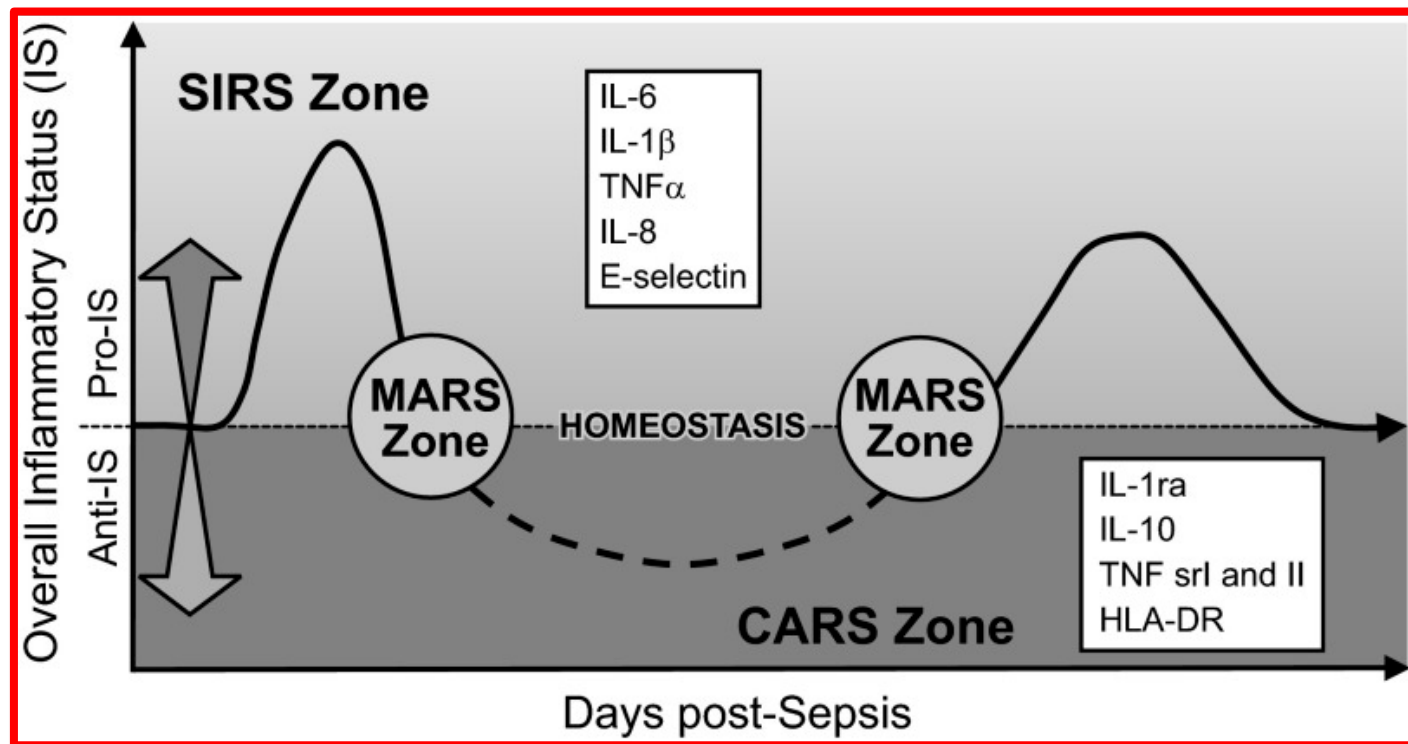 Overall Inflammatory Status (IS)
Pro-IS
Anti-IS
SIRS Zone
IL-6
IL-1β
TNFα
IL-8
E-selectin
MARS
Zone
HOMEOSTASIS
MARS
Zone
IL-1ra
IL-10
TNF srI and II
HLA-DR
CARS Zone
Days post-Sepsis